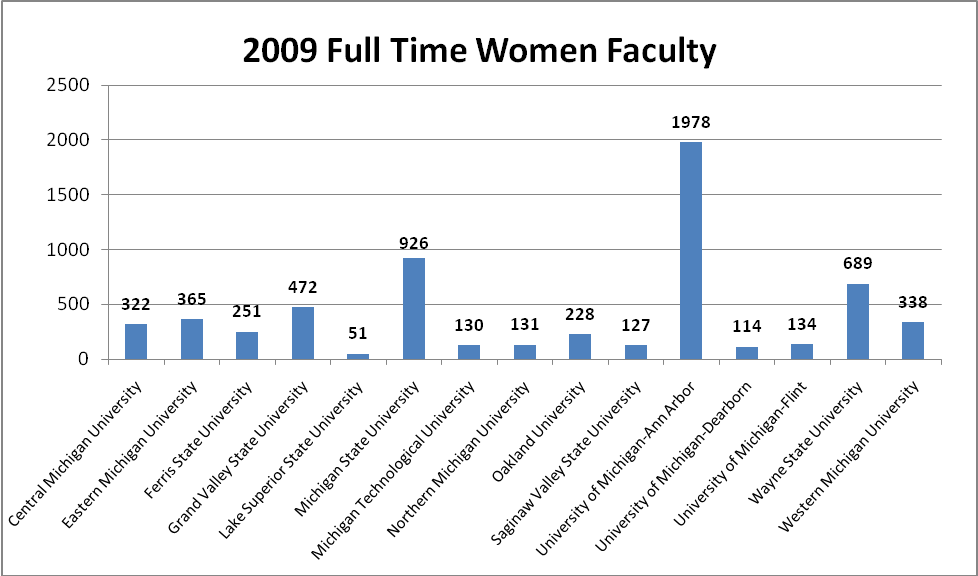 2009 Full Time Women Faculty
2500
2000
1500
1000
500
0
322
365
251
472
51
926
130
131
228
127
1978
114
134
689
338
Central Michigan University
Eastern Michigan University
Ferris State University
Grand Valley State University
Lake Superior State University
Michigan State University
Michigan Technological University
Northern Michigan University
Oakland University
Saginaw Valley State University
University of Michigan-Ann Arbor
University of Michigan-Dearborn
University of Michigan-Flint
Wayne State University
Western Michigan University